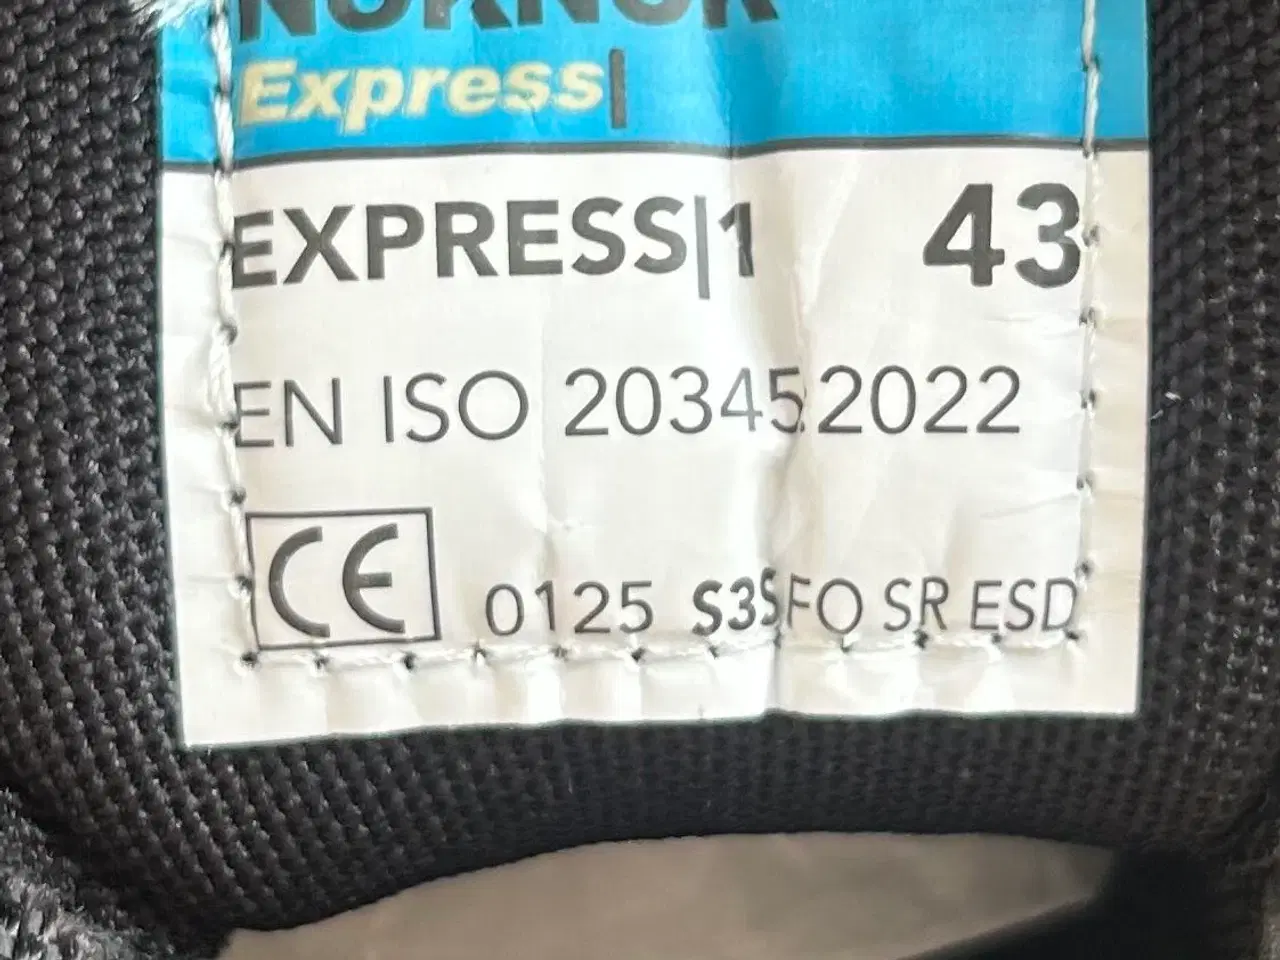 Express|
EXPRESS|1 43
EN ISO 20345:2022
CE 0125 S3S FO SR ESD